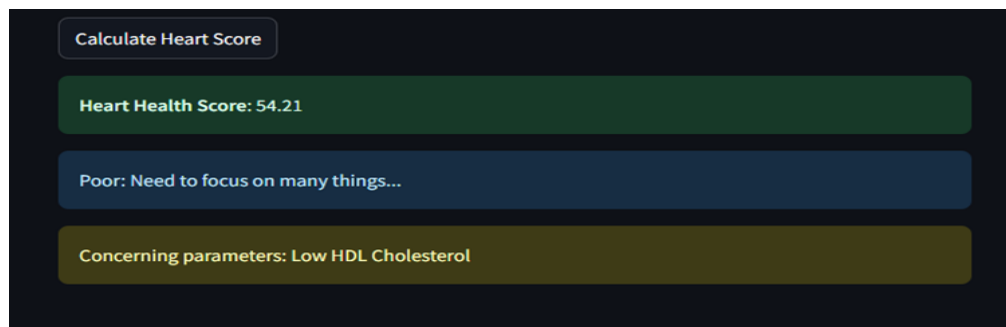 Calculate Heart Score
Heart Health Score: 54.21
Poor: Need to focus on many things...
Concerning parameters: Low HDL Cholesterol